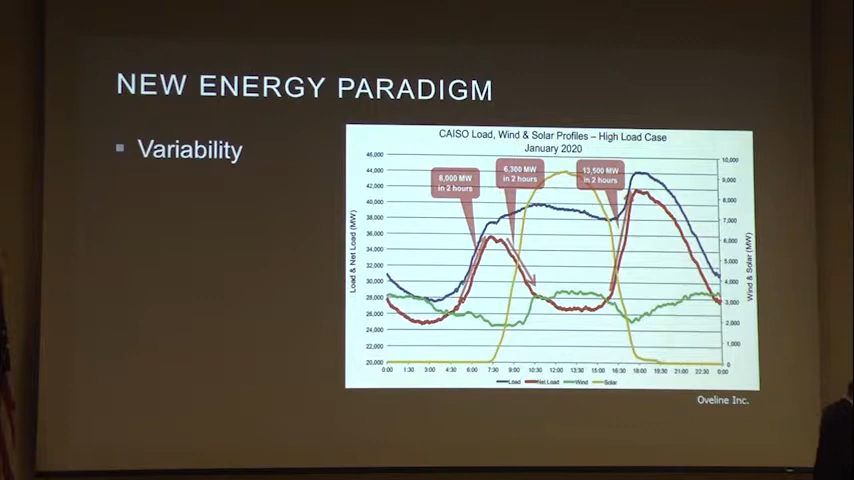 NEW ENERGY PARADIGM
Variability
CAISO Load, Wind & Solar Profiles – High Load Case
January 2020
46,000
44,000
42,000
40,000
38,000
36,000
34,000
32,000
30,000
28,000
26,000
24,000
22,000
20,000
Load & Net Load (MW)
8,000 MW
in 2 hours
6,300 MW
in 2 hours
13,500 MW
in 2 hours
10,000
9,000
8,000
7,000
6,000
5,000
4,000
3,000
2,000
1,000
0
Wind & Solar (MW)
0:00 1:30 3:00 4:30 6:00 7:30 9:00 10:30 12:00 13:30 15:00 16:30 18:00 19:30 21:00 22:30 0:00
Load Net Load Wind Solar
Oveline Inc.